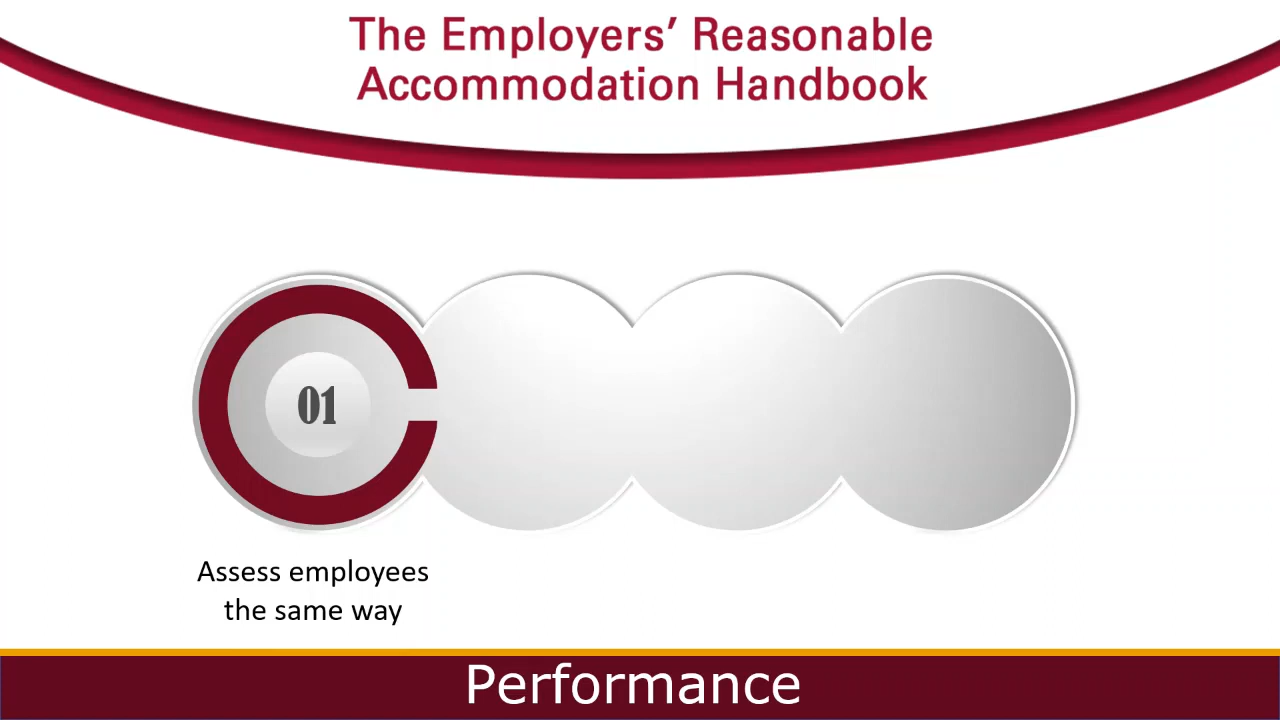 The Employers’ Reasonable
Accommodation Handbook
01
Assess employees
the same way
Performance